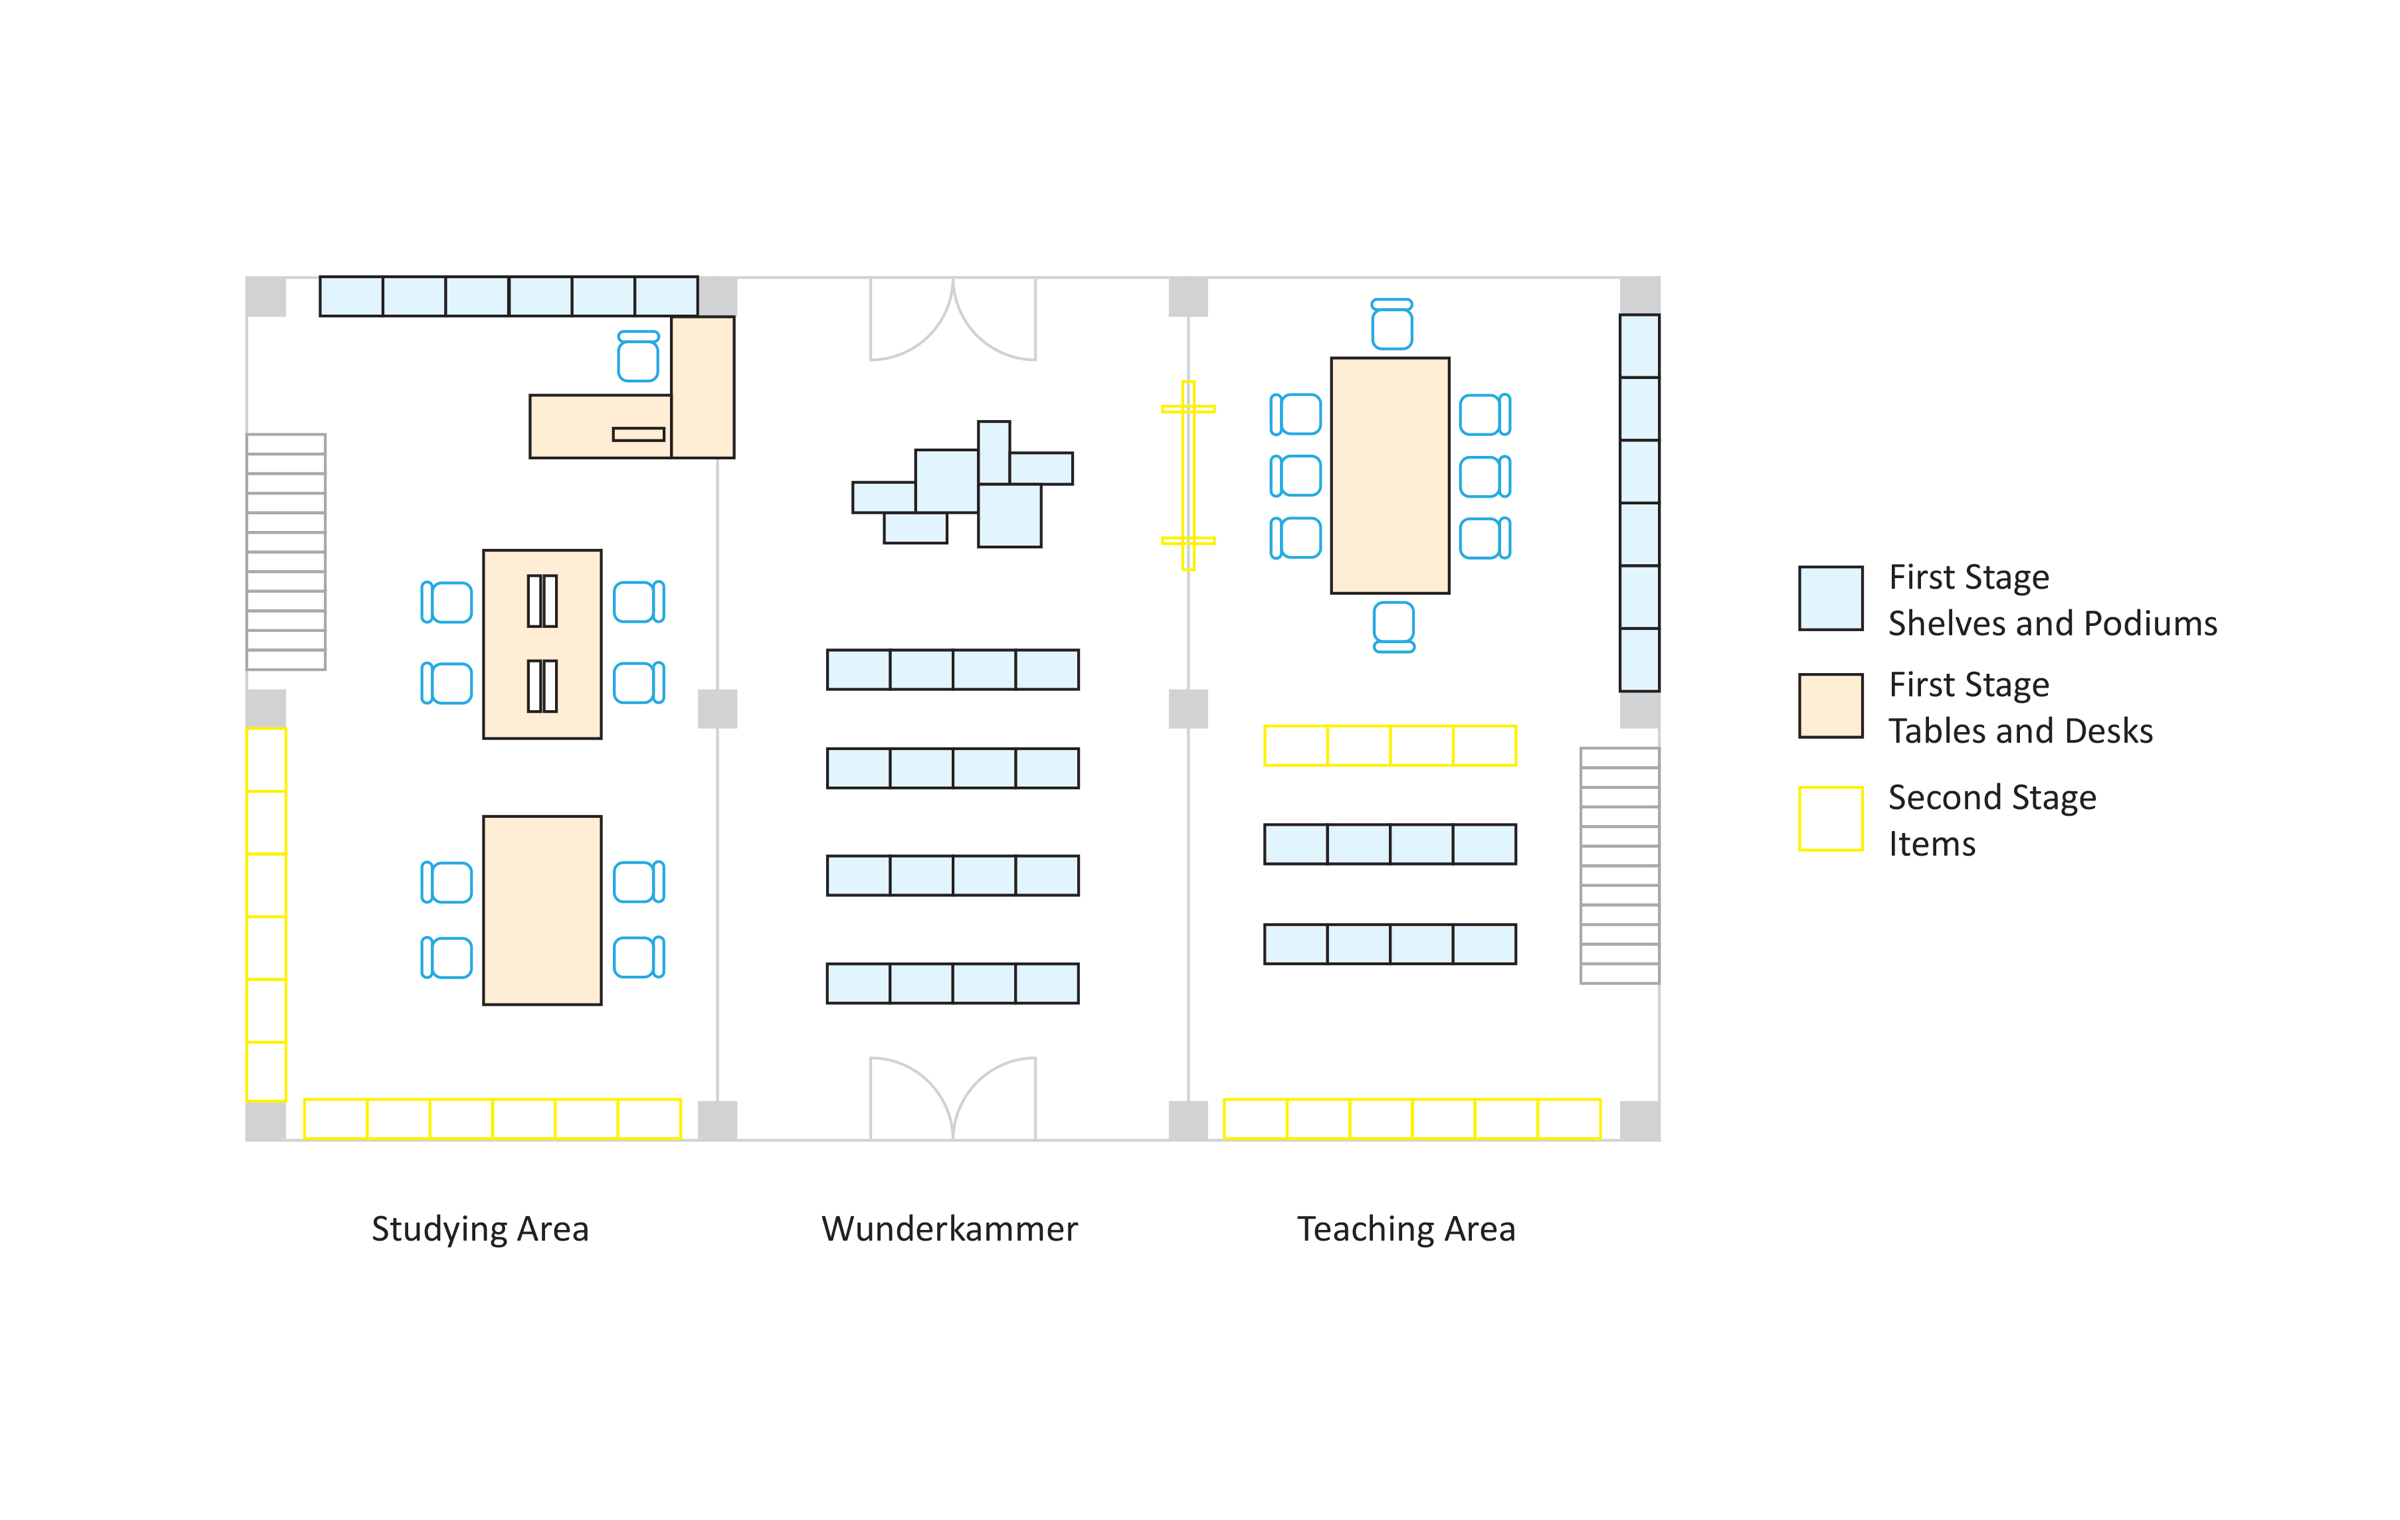 First Stage
Shelves and Podiums
First Stage
Tables and Desks
Second Stage
Items
Studying Area
Wunderkammer
Teaching Area